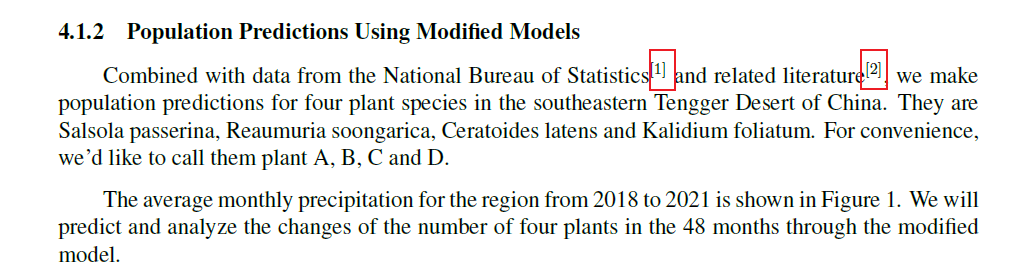 4.1.2 Population Predictions Using Modified Models
Combined with data from the National Bureau of Statistics[1] and related literature[2], we make
population predictions for four plant species in the southeastern Tengger Desert of China. They are
Salsola passerina, Reaumuria soongarica, Ceratoides latens and Kalidium foliatum. For convenience,
we'd like to call them plant A, B, C and D.
The average monthly precipitation for the region from 2018 to 2021 is shown in Figure 1. We will
predict and analyze the changes of the number of four plants in the 48 months through the modified
model.